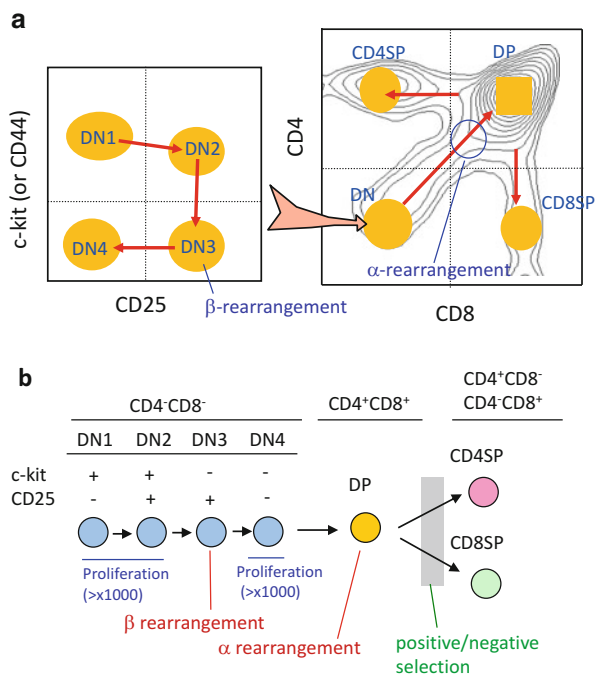 a
c-kit (or CD44)
DN1
DN2
DN4
DN3
CD25
β-rearrangement
CD4SP
DP
CD4
DN
CD8SP
α-rearrangement
CD8
b
CD4⁻CD8⁻
CD4⁺CD8⁺
CD4⁺CD8⁻
CD4⁻CD8⁺
DN1 DN2 DN3 DN4
c-kit + + - -
CD25 - + + -
DP
CD4SP
CD8SP
Proliferation
(>x1000)
Proliferation
(>x1000)
β rearrangement
α rearrangement
positive/negative
selection